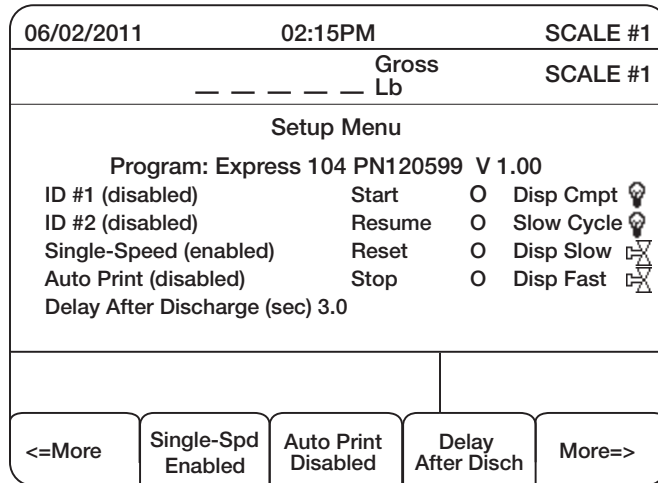 06/02/2011 02:15PM SCALE #1
Gross SCALE #1
_ _ _ _ _ Lb
Setup Menu
Program: Express 104 PN120599 V 1.00
ID #1 (disabled) Start O Disp Cmpt
ID #2 (disabled) Resume O Slow Cycle
Single-Speed (enabled) Reset O Disp Slow
Auto Print (disabled) Stop O Disp Fast
Delay After Discharge (sec) 3.0
<=More
Single-Spd
Enabled
Auto Print
Disabled
Delay
After Disch
More=>